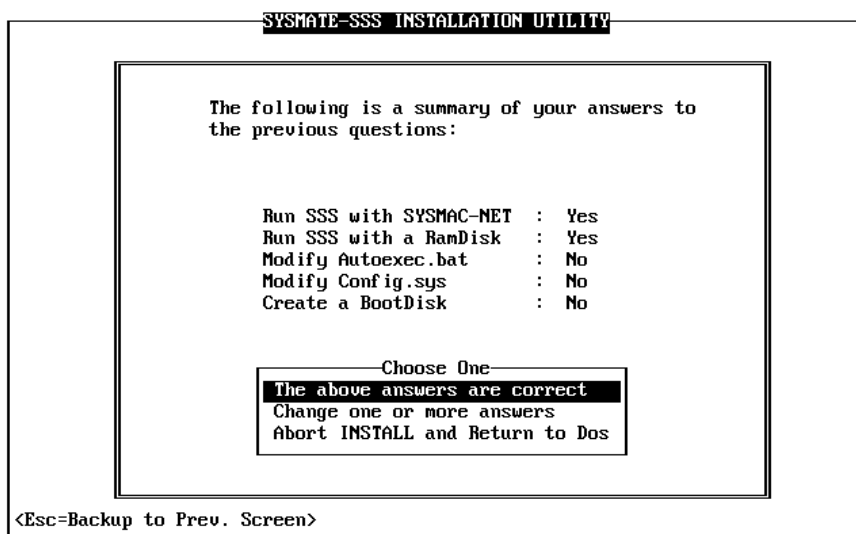 SYSMATE-SSS INSTALLATION UTILITY
The following is a summary of your answers to
the previous questions:
Run SSS with SYSMAC-NET : Yes
Run SSS with a RamDisk : Yes
Modify Autoexec.bat : No
Modify Config.sys : No
Create a BootDisk : No
Choose One
The above answers are correct
Change one or more answers
Abort INSTALL and Return to Dos
<Esc=Backup to Prev. Screen>